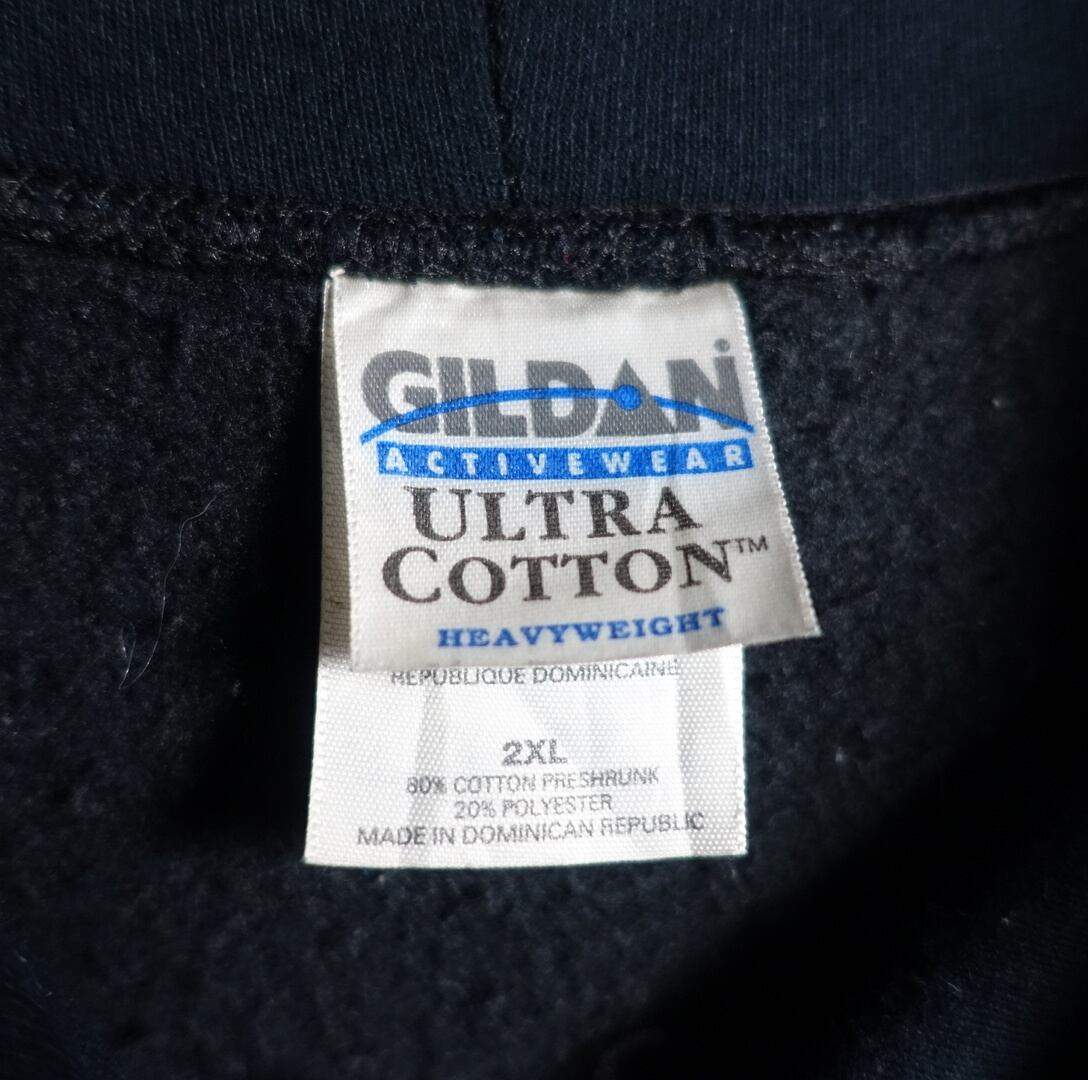 GILDAN®
ACTIVEWEAR
ULTRA
COTTON™
HEAVYWEIGHT
REPUBLIQUE DOMINICAINE
2XL
80% COTTON PRESHRUNK
20% POLYESTER
MADE IN DOMINICAN REPUBLIC